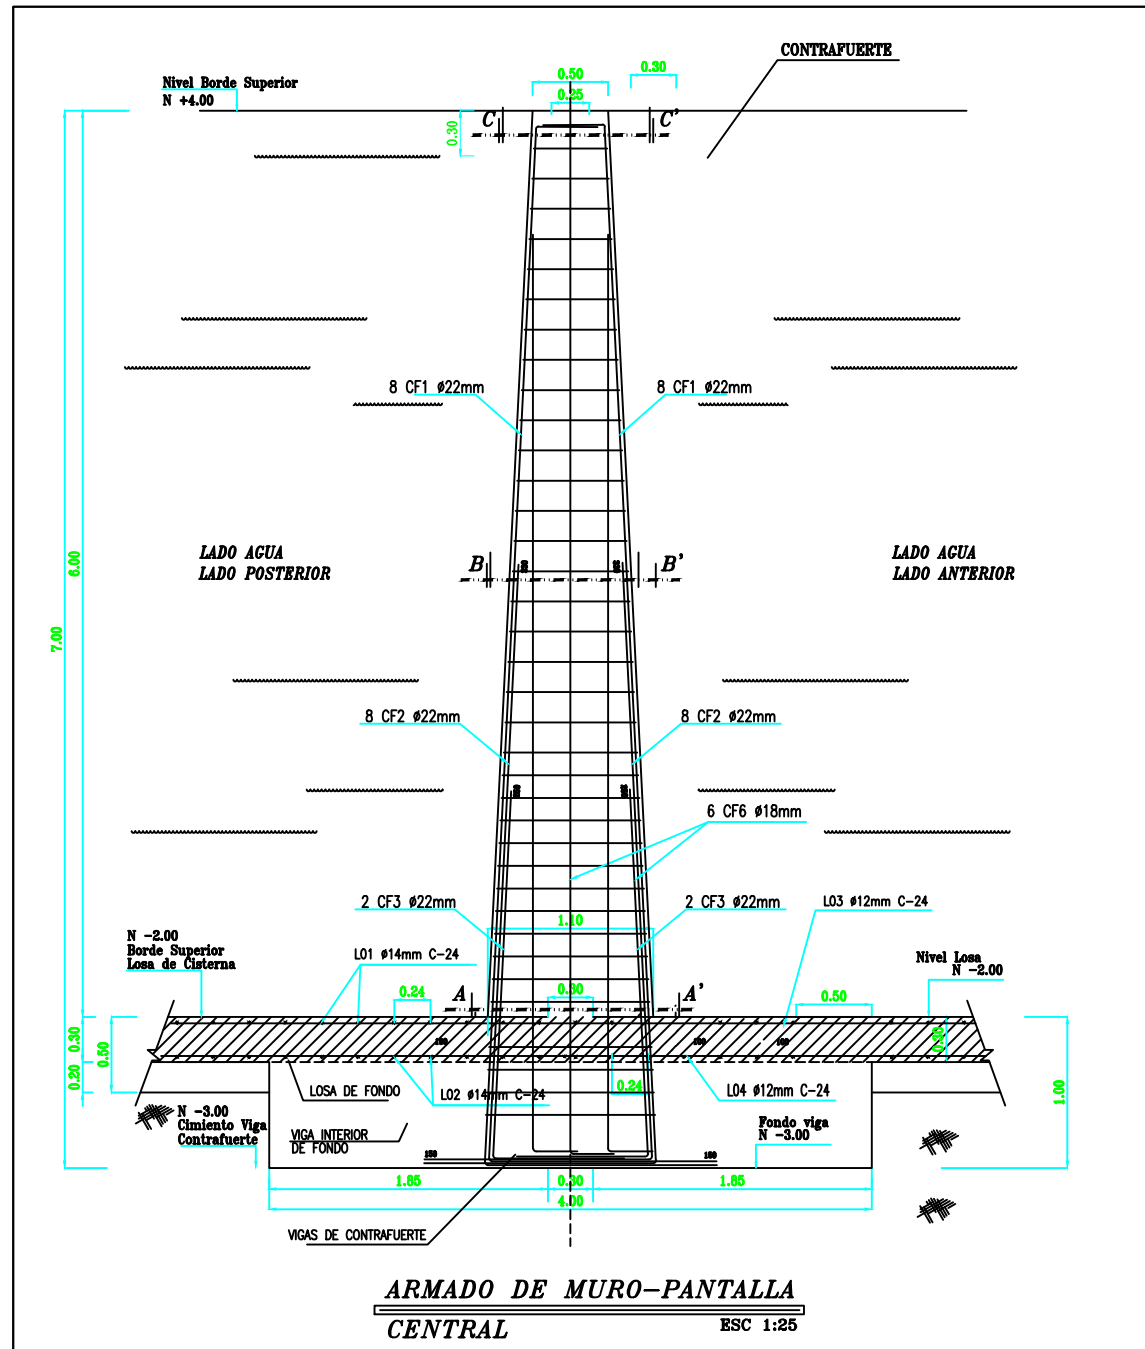 CONTRAFUERTE
0.50
0.30
0.25
Nivel Borde Superior
N +4.00
C
C'
0.30
8 CF1 ø22mm
8 CF1 ø22mm
LADO AGUA
LADO POSTERIOR
B
B'
LADO AGUA
LADO ANTERIOR
6.00
7.00
8 CF2 ø22mm
8 CF2 ø22mm
6 CF6 ø18mm
2 CF3 ø22mm
2 CF3 ø22mm
L03 ø12mm C-24
1.10
N -2.00
Borde Superior
Losa de Cisterna
L01 ø14mm C-24
Nivel Losa
N -2.00
0.24
A
0.30
A'
0.50
0.30
0.50
0.20
150
150
0.24
LOSA DE FONDO
L02 ø14mm C-24
L04 ø12mm C-24
1.00
N -3.00
Cimiento Viga
Contrafuerte
VIGA INTERIOR
DE FONDO
Fondo viga
N -3.00
150
150
1.85
0.30
1.85
4.00
VIGAS DE CONTRAFUERTE
ARMADO DE MURO-PANTALLA
CENTRAL
ESC 1:25